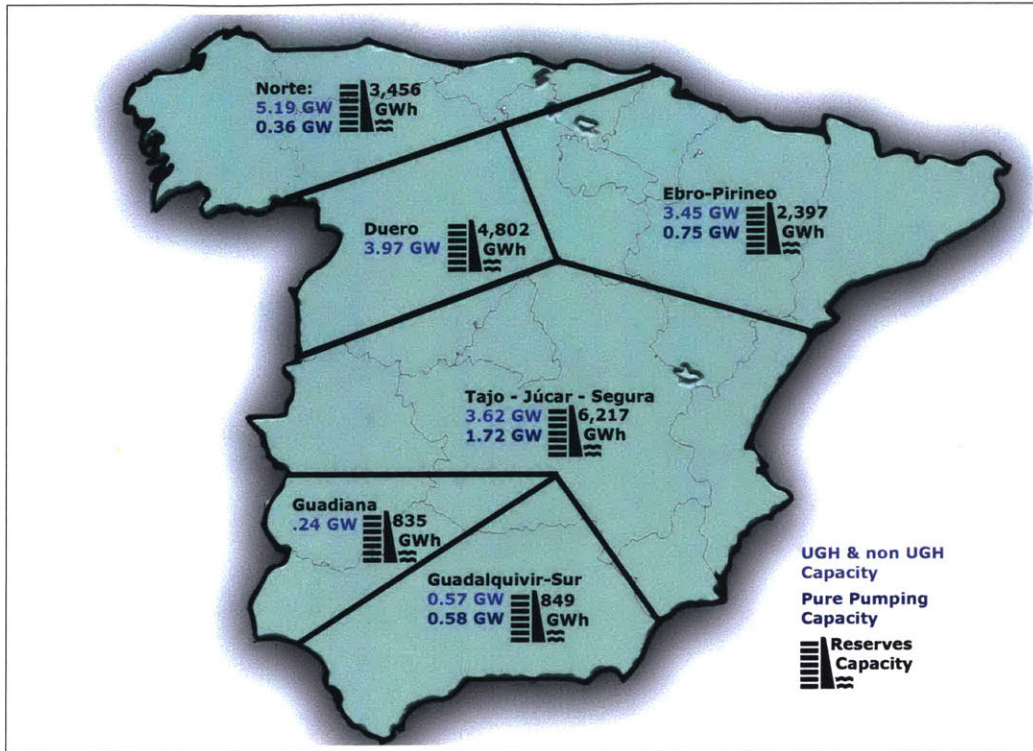 Norte:
5.19 GW
0.36 GW
3,456
GWh
Ebro-Pirineo
3.45 GW
0.75 GW
2,397
GWh
Duero
3.97 GW
4,802
GWh
Tajo - Júcar - Segura
3.62 GW
1.72 GW
6,217
GWh
Guadiana
.24 GW
835
GWh
Guadalquivir-Sur
0.57 GW
0.58 GW
849
GWh
UGH & non UGH
Capacity
Pure Pumping
Capacity
Reserves
Capacity